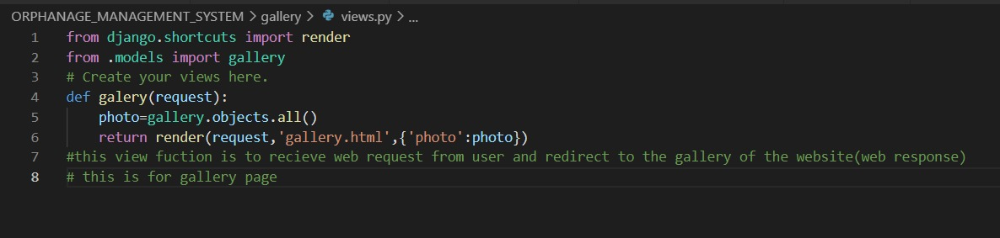 ORPHANAGE_MANAGEMENT_SYSTEM > gallery > views.py > ...
1 from django.shortcuts import render
2 from .models import gallery
3 # Create your views here.
4 def galery(request):
5     photo=gallery.objects.all()
6     return render(request,'gallery.html',{'photo':photo})
7 #this view fuction is to recieve web request from user and redirect to the gallery of the website(web response)
8 # this is for gallery page